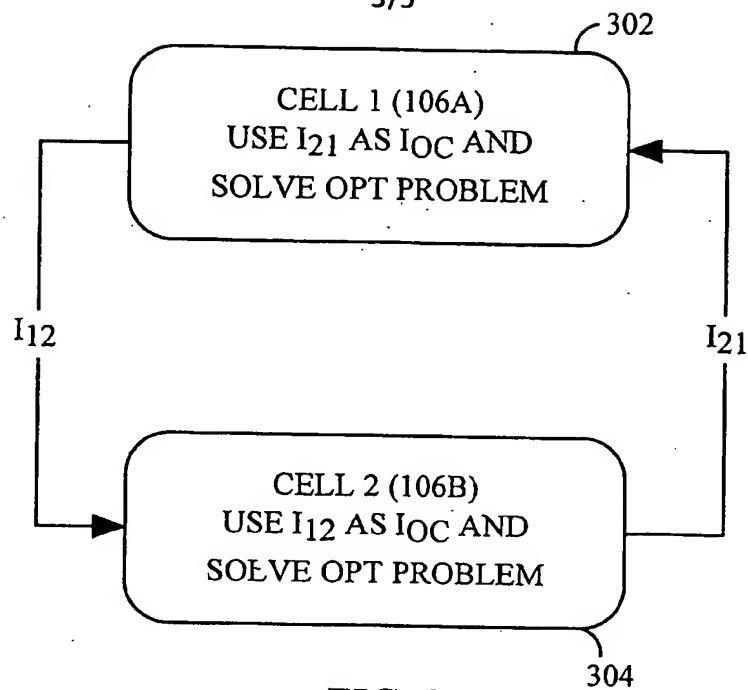 302
CELL 1 (106A)
USE I21 AS IOC AND
SOLVE OPT PROBLEM
I12
I21
CELL 2 (106B)
USE I12 AS IOC AND
SOLVE OPT PROBLEM
304